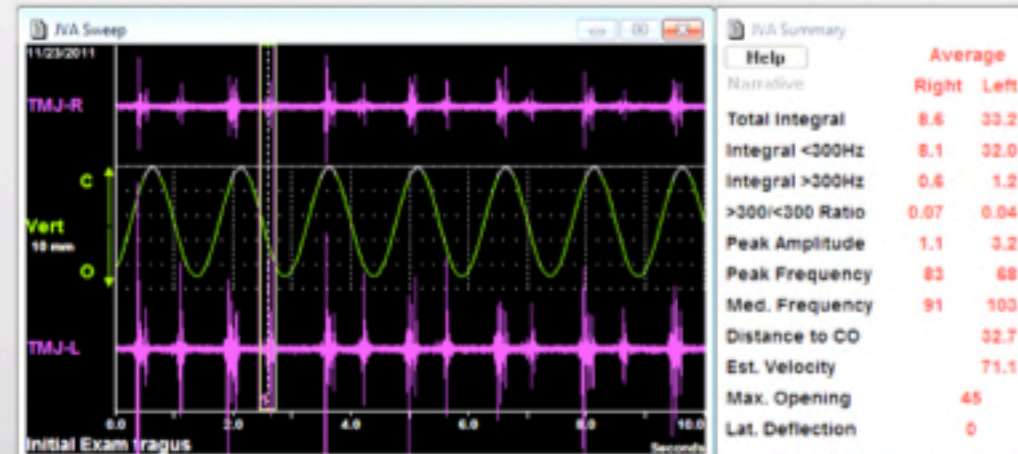 JVA Sweep
11/23/2011
TMJ-R
C
Vert
10 mm
O
TMJ-L
0.0 2.0 4.0 6.0 8.0 10.0
Initial Exam tragus
Seconds
JVA Summary
Help Average
Narrative Right Left
Total Integral 8.6 33.2
Integral <300Hz 8.1 32.0
Integral >300Hz 0.6 1.2
>300/<300 Ratio 0.07 0.04
Peak Amplitude 1.1 3.2
Peak Frequency 83 68
Med. Frequency 91 103
Distance to CO 32.7
Est. Velocity 71.1
Max. Opening 45
Lat. Deflection 0